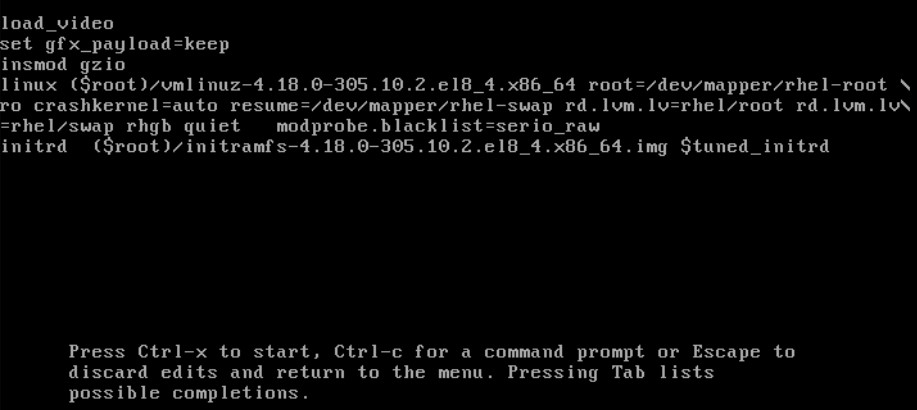 load_video
set gfx_payload=keep
insmod gzio
linux ($root)/vmlinuz-4.18.0-305.10.2.el8_4.x86_64 root=/dev/mapper/rhel-root \
ro crashkernel=auto resume=/dev/mapper/rhel-swap rd.lvm.lv=rhel/root rd.lvm.lv\
=rhel/swap rhgb quiet   modprobe.blacklist=serio_raw
initrd  ($root)/initramfs-4.18.0-305.10.2.el8_4.x86_64.img $tuned_initrd
Press Ctrl-x to start, Ctrl-c for a command prompt or Escape to
discard edits and return to the menu. Pressing Tab lists
possible completions.